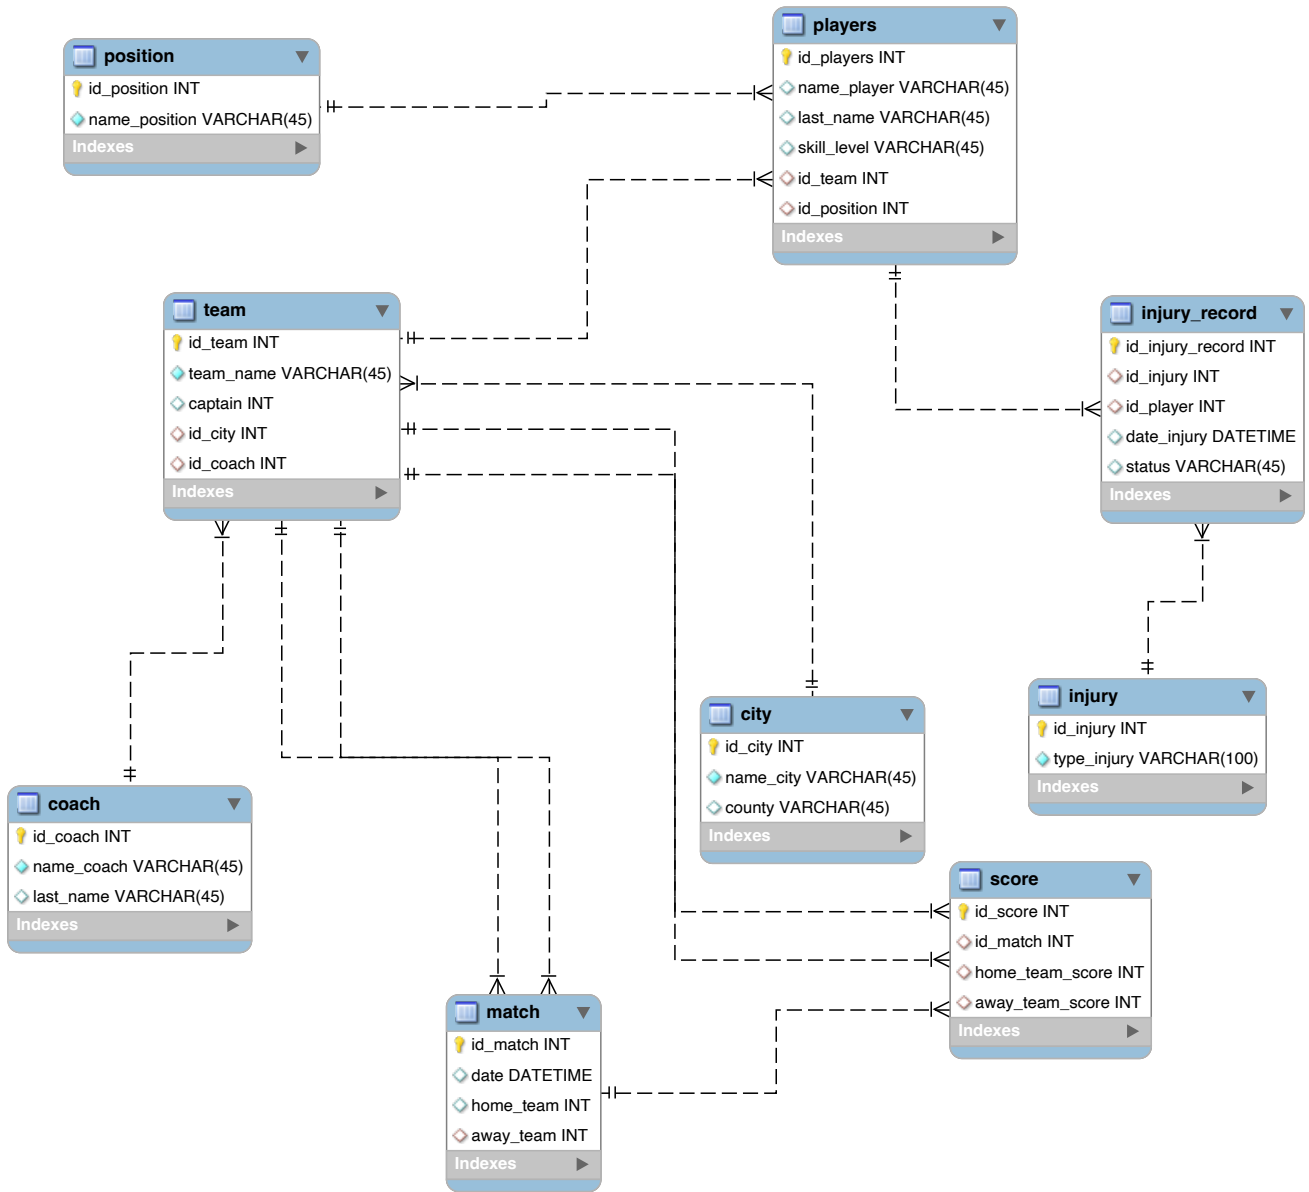 position
id_position INT
name_position VARCHAR(45)
Indexes
players
id_players INT
name_player VARCHAR(45)
last_name VARCHAR(45)
skill_level VARCHAR(45)
id_team INT
id_position INT
Indexes
team
id_team INT
team_name VARCHAR(45)
captain INT
id_city INT
id_coach INT
Indexes
injury_record
id_injury_record INT
id_injury INT
id_player INT
date_injury DATETIME
status VARCHAR(45)
Indexes
city
id_city INT
name_city VARCHAR(45)
county VARCHAR(45)
Indexes
injury
id_injury INT
type_injury VARCHAR(100)
Indexes
coach
id_coach INT
name_coach VARCHAR(45)
last_name VARCHAR(45)
Indexes
score
id_score INT
id_match INT
home_team_score INT
away_team_score INT
Indexes
match
id_match INT
date DATETIME
home_team INT
away_team INT
Indexes